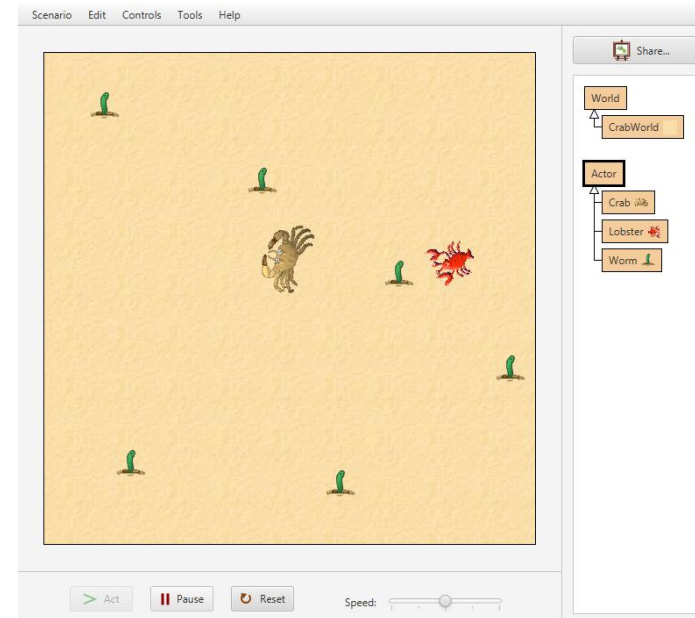 Scenario Edit Controls Tools Help
Share...
World
CrabWorld
Actor
Crab
Lobster
Worm
Act Pause Reset Speed: